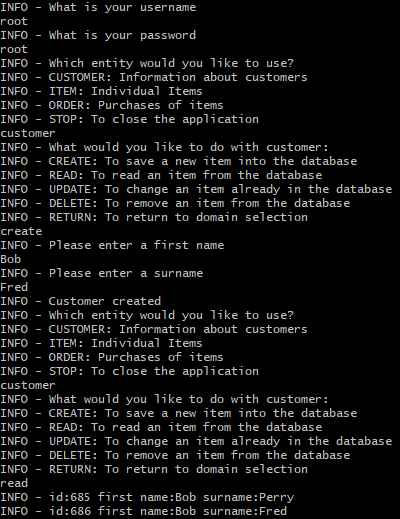 INFO - What is your username
root
INFO - What is your password
root
INFO - Which entity would you like to use?
INFO - CUSTOMER: Information about customers
INFO - ITEM: Individual Items
INFO - ORDER: Purchases of items
INFO - STOP: To close the application
customer
INFO - What would you like to do with customer:
INFO - CREATE: To save a new item into the database
INFO - READ: To read an item from the database
INFO - UPDATE: To change an item already in the database
INFO - DELETE: To remove an item from the database
INFO - RETURN: To return to domain selection
create
INFO - Please enter a first name
Bob
INFO - Please enter a surname
Fred
INFO - Customer created
INFO - Which entity would you like to use?
INFO - CUSTOMER: Information about customers
INFO - ITEM: Individual Items
INFO - ORDER: Purchases of items
INFO - STOP: To close the application
customer
INFO - What would you like to do with customer:
INFO - CREATE: To save a new item into the database
INFO - READ: To read an item from the database
INFO - UPDATE: To change an item already in the database
INFO - DELETE: To remove an item from the database
INFO - RETURN: To return to domain selection
read
INFO - id:685 first name:Bob surname:Perry
INFO - id:686 first name:Bob surname:Fred